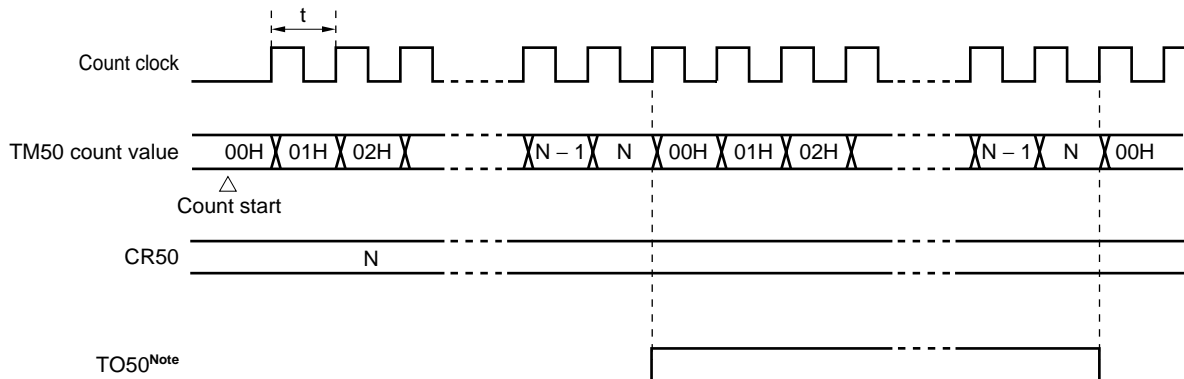 t
Count clock
TM50 count value 00H 01H 02H N − 1 N 00H 01H 02H N − 1 N 00H
Count start
CR50 N
TO50Note